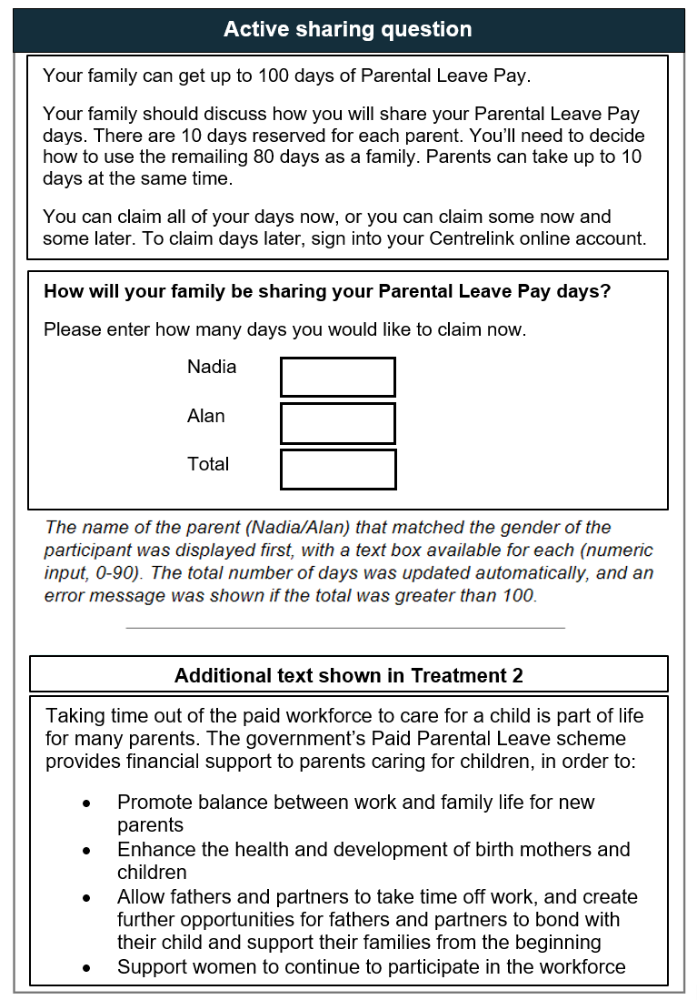 Active sharing question
Your family can get up to 100 days of Parental Leave Pay.
Your family should discuss how you will share your Parental Leave Pay
days. There are 10 days reserved for each parent. You’ll need to decide
how to use the remailing 80 days as a family. Parents can take up to 10
days at the same time.
You can claim all of your days now, or you can claim some now and
some later. To claim days later, sign into your Centrelink online account.
How will your family be sharing your Parental Leave Pay days?
Please enter how many days you would like to claim now.
Nadia
Alan
Total
The name of the parent (Nadia/Alan) that matched the gender of the
participant was displayed first, with a text box available for each (numeric
input, 0-90). The total number of days was updated automatically, and an
error message was shown if the total was greater than 100.
Additional text shown in Treatment 2
Taking time out of the paid workforce to care for a child is part of life
for many parents. The government’s Paid Parental Leave scheme
provides financial support to parents caring for children, in order to:
• Promote balance between work and family life for new
parents
• Enhance the health and development of birth mothers and
children
• Allow fathers and partners to take time off work, and create
further opportunities for fathers and partners to bond with
their child and support their families from the beginning
• Support women to continue to participate in the workforce